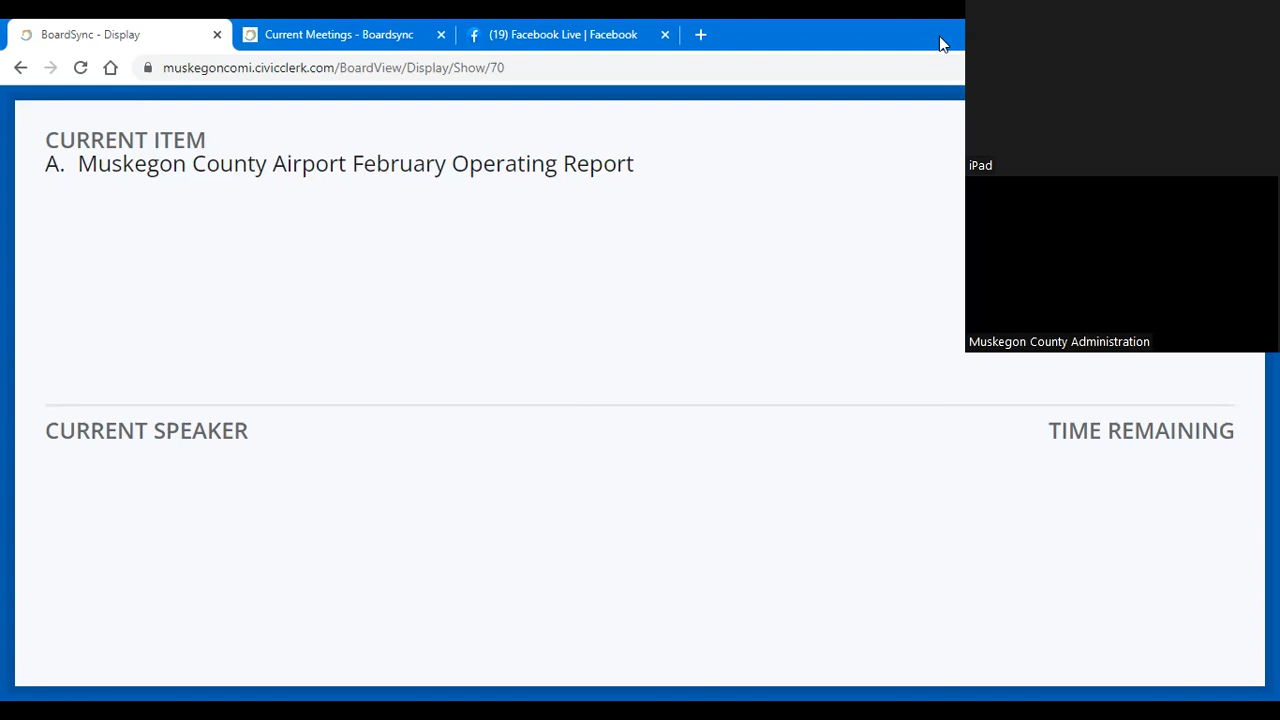 BoardSync - Display
Current Meetings - Boardsync
(19) Facebook Live | Facebook
muskegoncomi.civicclerk.com/BoardView/Display/Show/70
CURRENT ITEM
A. Muskegon County Airport February Operating Report
iPad
Muskegon County Administration
CURRENT SPEAKER
TIME REMAINING